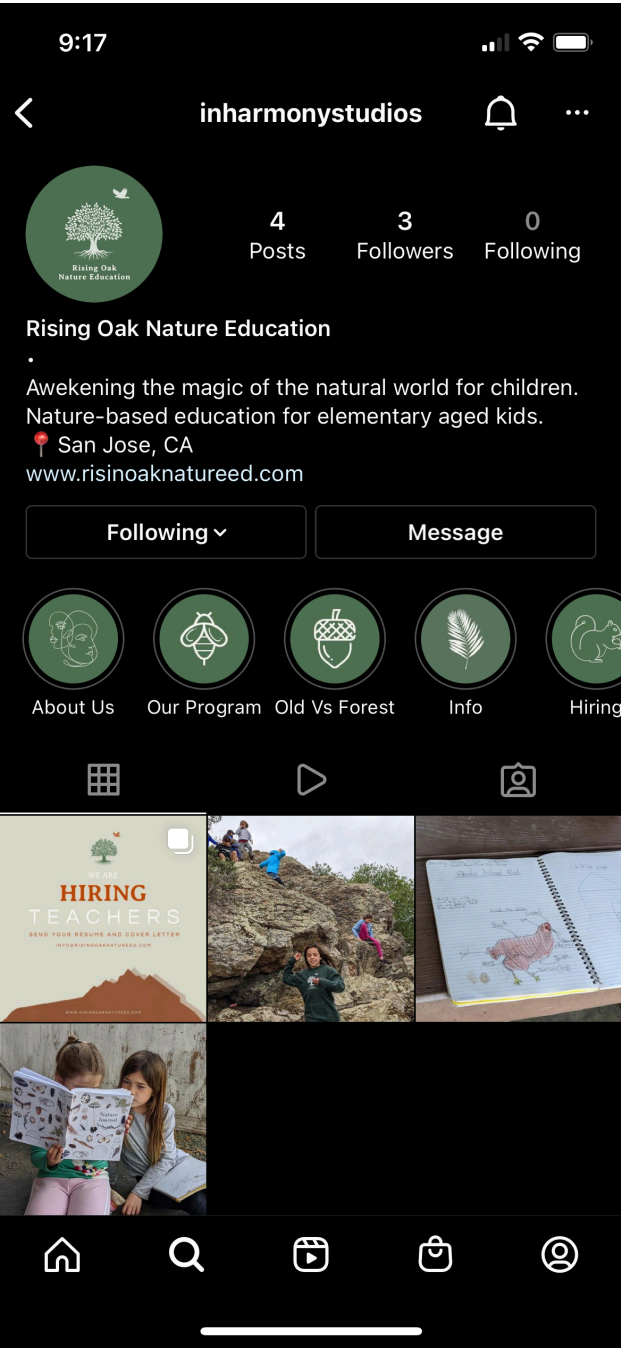 9:17
inharmonystudios
4
3
0
Posts
Followers
Following
Rising Oak
Nature Education
Rising Oak Nature Education
.
Awekening the magic of the natural world for children.
Nature-based education for elementary aged kids.
San Jose, CA
www.risinoaknatureed.com
Following
Message
About Us
Our Program
Old Vs Forest
Info
Hiring
WE ARE
HIRING
TEACHERS
SEND YOUR RESUME AND COVER LETTER
INFO@RISINGOAKNATUREED.COM
WWW.RISINGOAKNATUREED.COM
Rhode Island Red
Nature
Journal